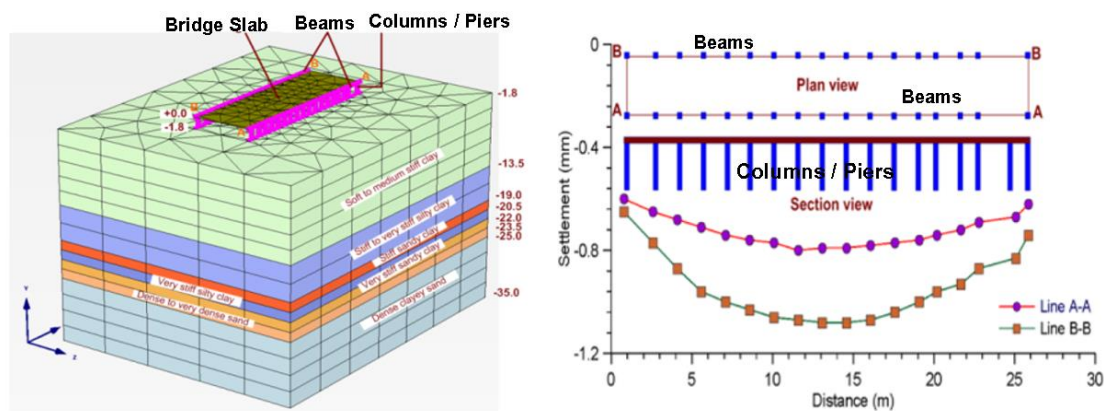 Bridge Slab
Beams
Columns / Piers
B
A
B
A
+0.0
-1.8
-1.8
-13.5
-19.0
-20.5
-22.0
-23.5
-25.0
-35.0
Soft to medium stiff clay
Stiff to very stiff silty clay
Stiff sandy clay
Very stiff sandy clay
Very stiff silty clay
Dense to very dense sand
Dense clayey sand
Y
Z
0
-0.4
-0.8
-1.2
Settlement (mm)
B
Beams
B
Plan view
Beams
A
A
Columns / Piers
Section view
Line A-A
Line B-B
0
5
10
15
20
25
30
Distance (m)